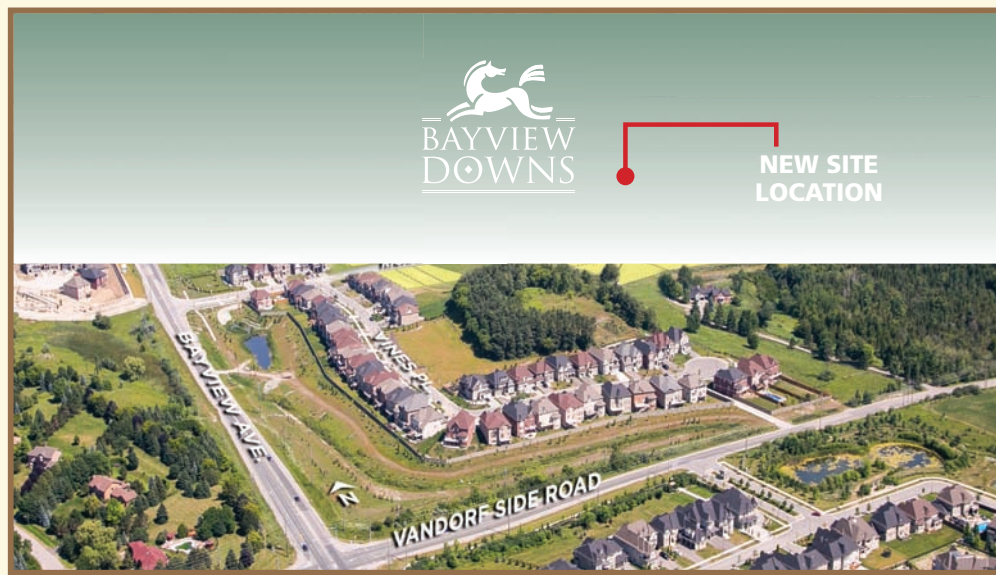 BAYVIEW
DOWNS
NEW SITE
LOCATION
BAYVIEW AVE.
VANDORF SIDE ROAD
N